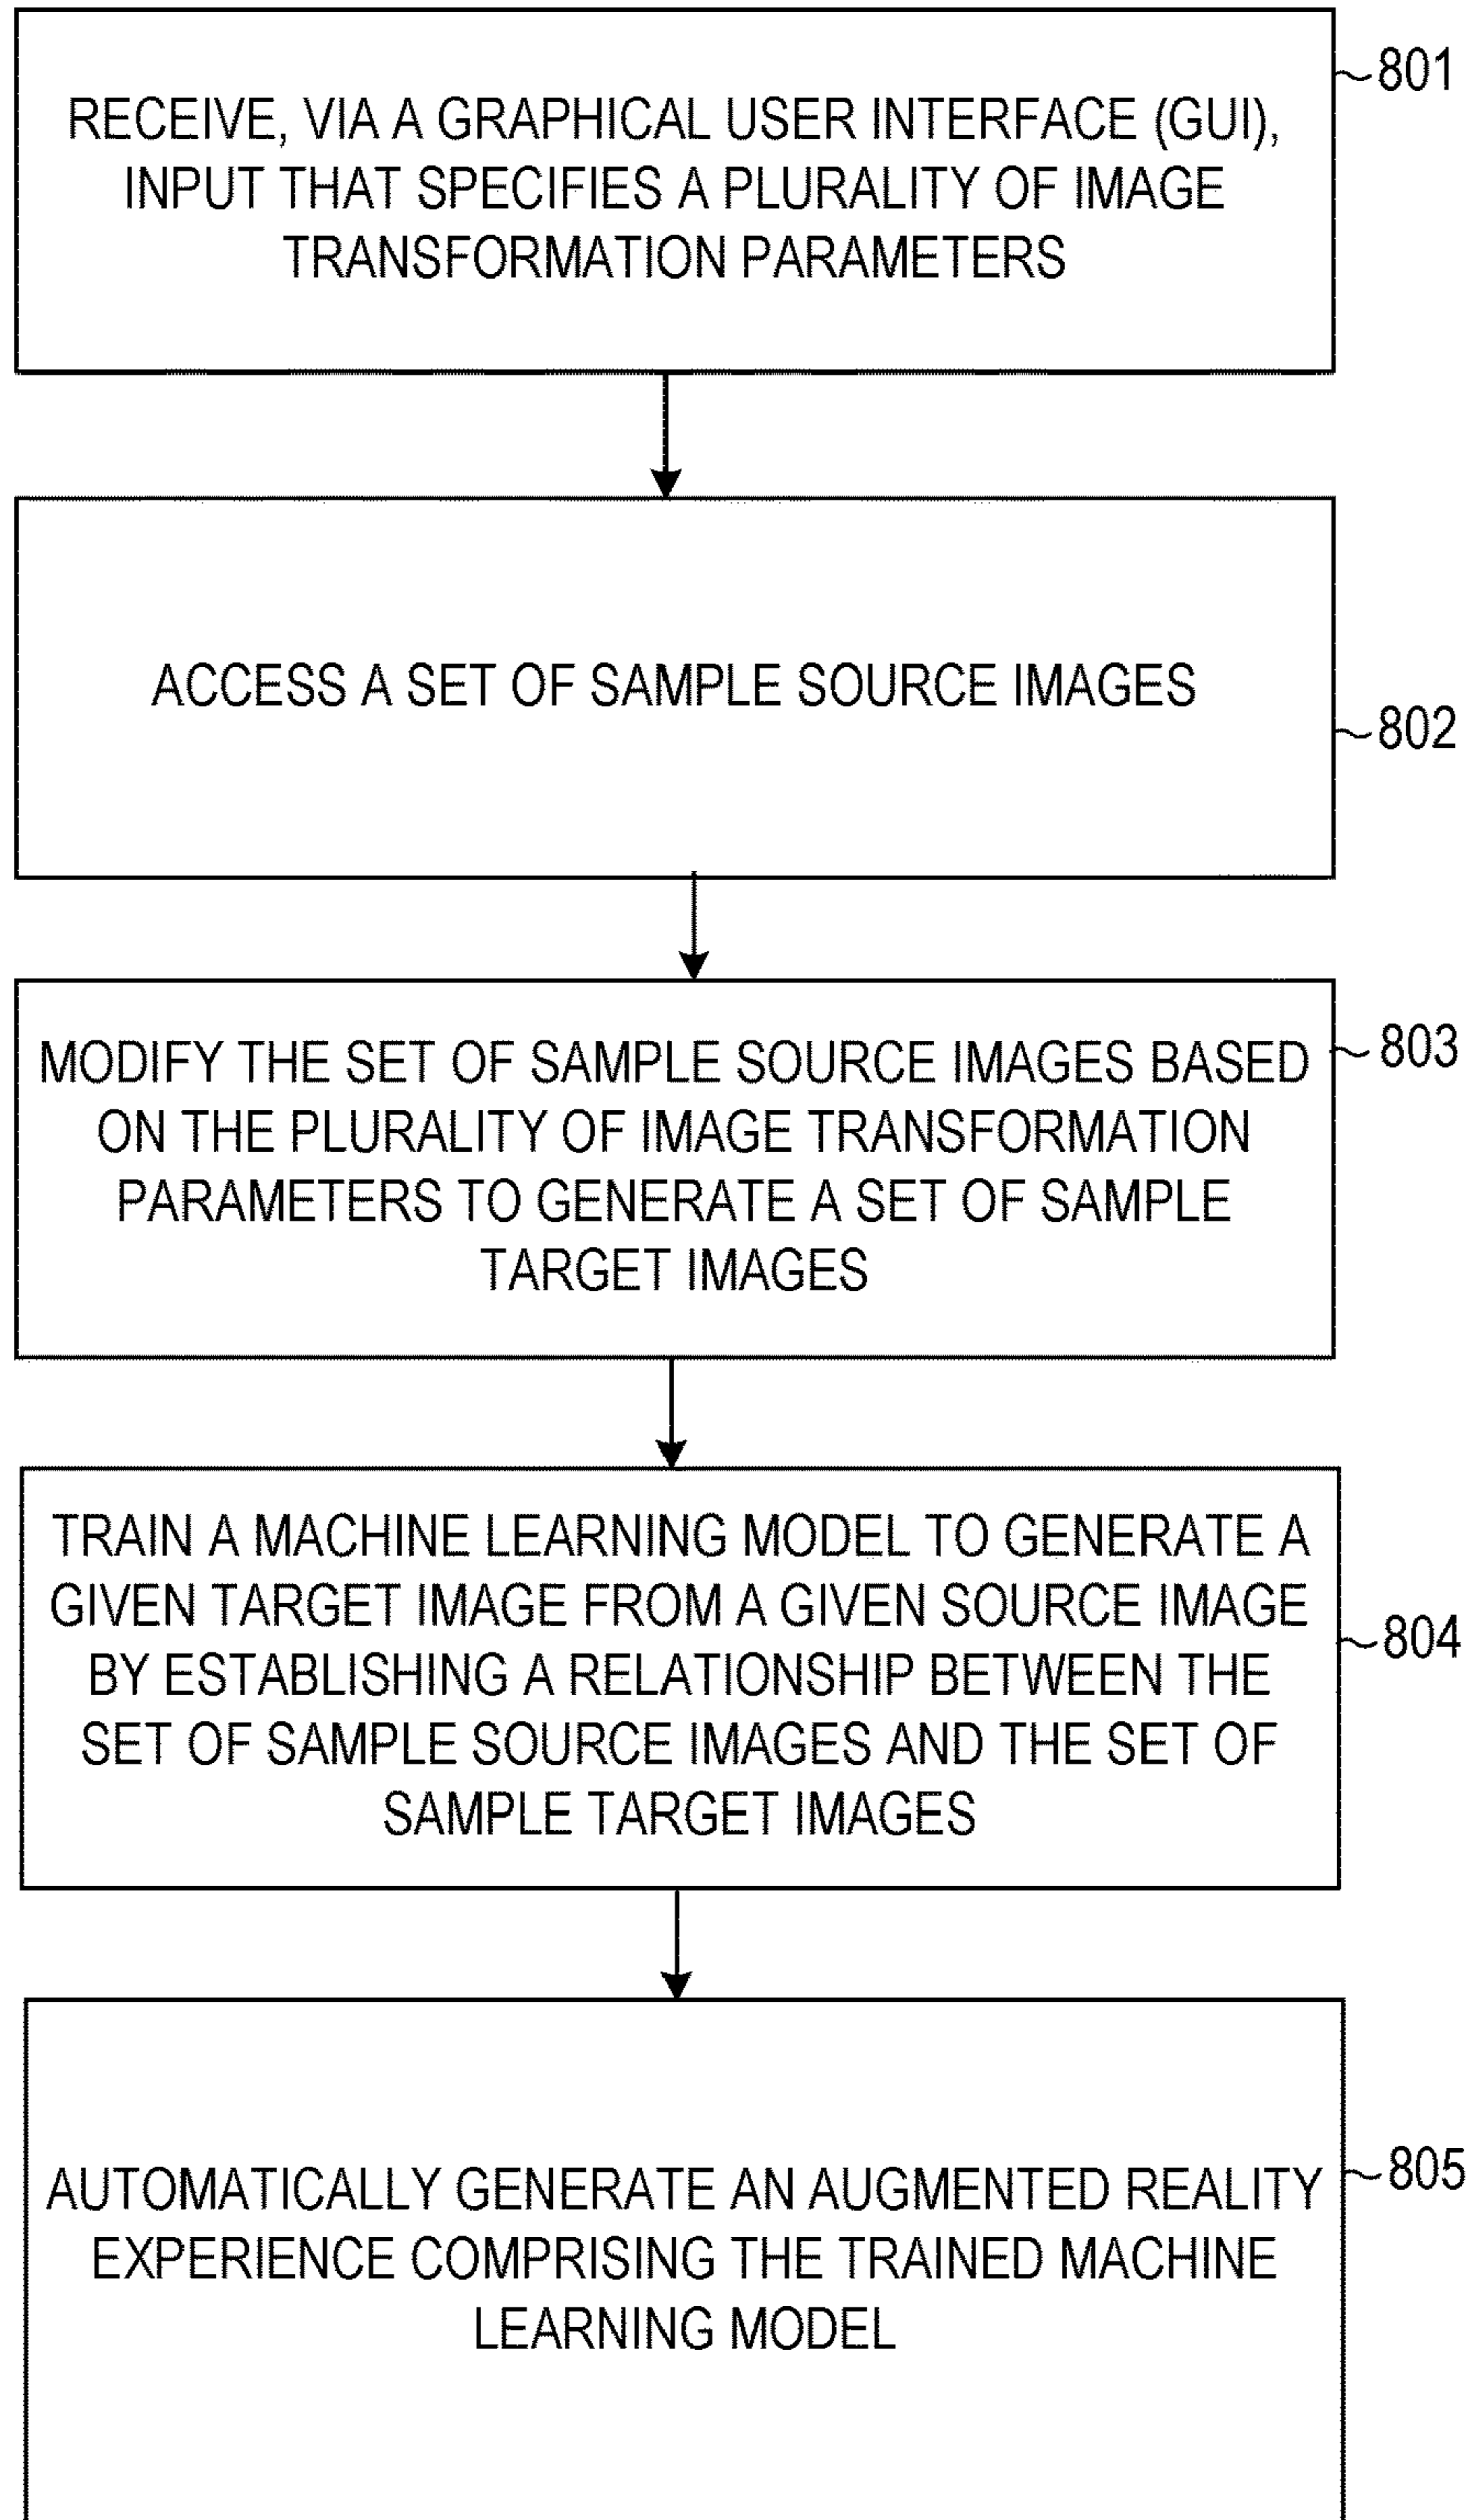 801
RECEIVE, VIA A GRAPHICAL USER INTERFACE (GUI),
INPUT THAT SPECIFIES A PLURALITY OF IMAGE
TRANSFORMATION PARAMETERS
ACCESS A SET OF SAMPLE SOURCE IMAGES
802
803
MODIFY THE SET OF SAMPLE SOURCE IMAGES BASED
ON THE PLURALITY OF IMAGE TRANSFORMATION
PARAMETERS TO GENERATE A SET OF SAMPLE
TARGET IMAGES
TRAIN A MACHINE LEARNING MODEL TO GENERATE A
GIVEN TARGET IMAGE FROM A GIVEN SOURCE IMAGE
BY ESTABLISHING A RELATIONSHIP BETWEEN THE
SET OF SAMPLE SOURCE IMAGES AND THE SET OF
SAMPLE TARGET IMAGES
804
805
AUTOMATICALLY GENERATE AN AUGMENTED REALITY
EXPERIENCE COMPRISING THE TRAINED MACHINE
LEARNING MODEL